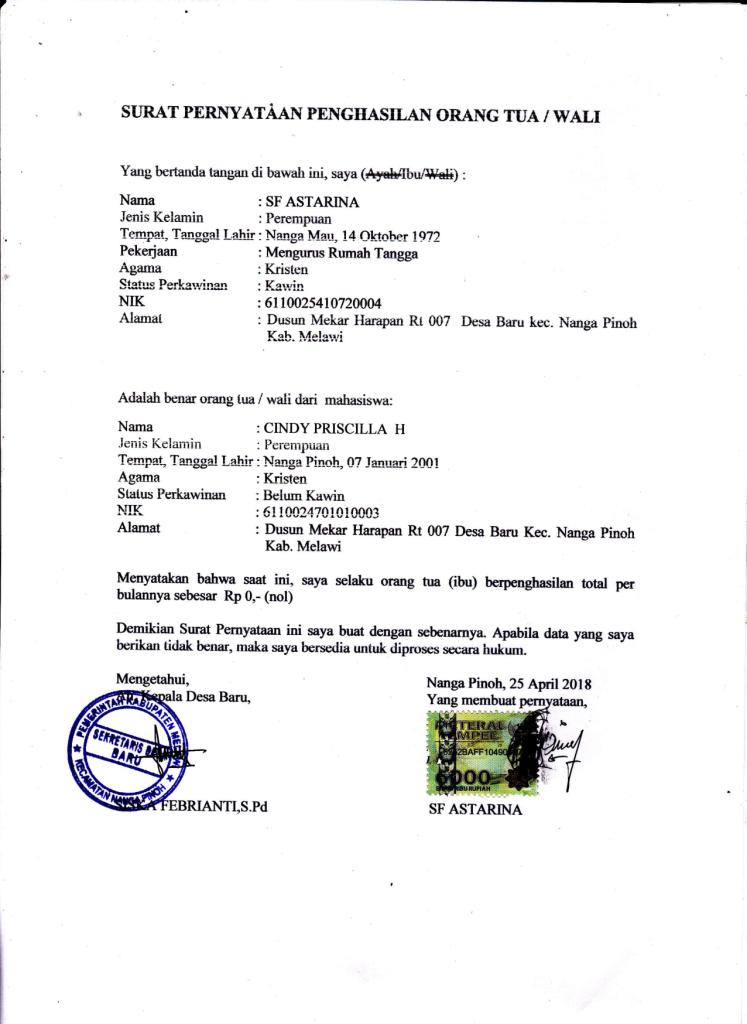 SURAT PERNYATAAN PENGHASILAN ORANG TUA / WALI
Yang bertanda tangan di bawah ini, saya (Ayah/Ibu/Wali) :
Nama : SF ASTARINA
Jenis Kelamin : Perempuan
Tempat, Tanggal Lahir : Nanga Mau, 14 Oktober 1972
Pekerjaan : Mengurus Rumah Tangga
Agama : Kristen
Status Perkawinan : Kawin
NIK : 6110025410720004
Alamat : Dusun Mekar Harapan Rt 007 Desa Baru kec. Nanga Pinoh
Kab. Melawi
Adalah benar orang tua / wali dari mahasiswa:
Nama : CINDY PRISCILLA H
Jenis Kelamin : Perempuan
Tempat, Tanggal Lahir : Nanga Pinoh, 07 Januari 2001
Agama : Kristen
Status Perkawinan : Belum Kawin
NIK : 6110024701010003
Alamat : Dusun Mekar Harapan Rt 007 Desa Baru Kec. Nanga Pinoh
Kab. Melawi
Menyatakan bahwa saat ini, saya selaku orang tua (ibu) berpenghasilan total per
bulannya sebesar Rp 0,- (nol)
Demikian Surat Pernyataan ini saya buat dengan sebenarnya. Apabila data yang saya
berikan tidak benar, maka saya bersedia untuk diproses secara hukum.
Mengetahui,
An. Kepala Desa Baru,
PEMERINTAH KABUPATEN
SEKRETARIS
BARU
KECAMATAN NANGA PINOH
FEBRIANTI,S.Pd
Nanga Pinoh, 25 April 2018
Yang membuat pernyataan,
METERAI
TEMPEL
6000
ENAM RIBU RUPIAH
SF ASTARINA